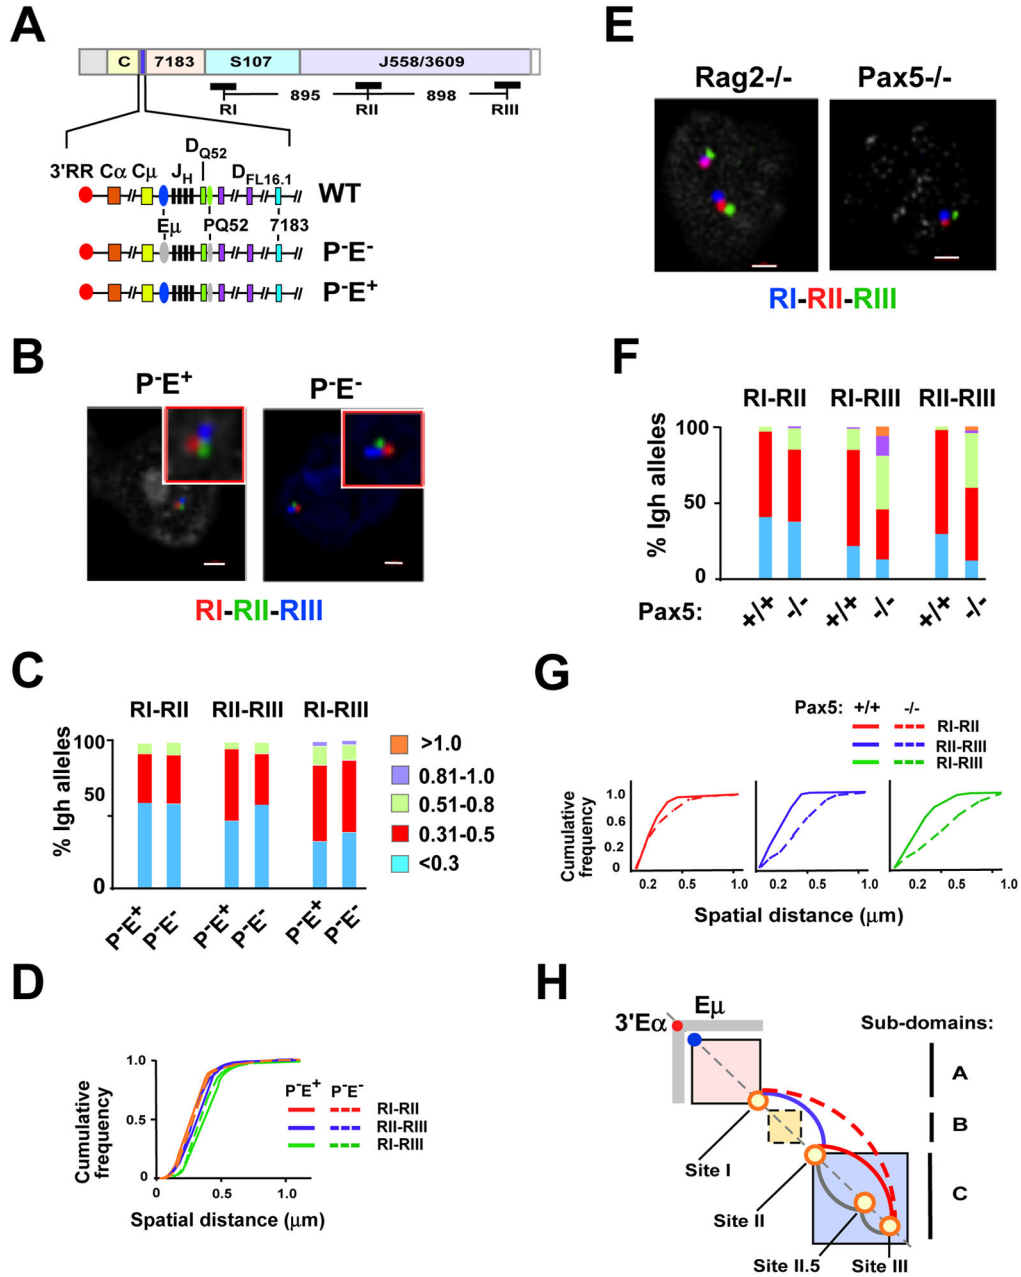 A
C 7183 S107 J558/3609
895 898
RI RII RIII
DQ52
3'RR Cα Cμ JH DFL16.1
WT
Eμ PQ52 7183
P-E-
P-E+
B
P-E+ P-E-
RI-RII-RIII
C
RI-RII RII-RIII RI-RIII
% Igh alleles
100
50
0
P-E+ P-E- P-E+ P-E- P-E+ P-E-
>1.0
0.81-1.0
0.51-0.8
0.31-0.5
<0.3
D
Cumulative frequency
1.0
0.5
0
0 0.5 1.0
Spatial distance (μm)
P-E+ P-E-
RI-RII
RII-RIII
RI-RIII
E
Rag2-/- Pax5-/-
RI-RII-RIII
F
RI-RII RI-RIII RII-RIII
% Igh alleles
100
50
0
Pax5: +/+ -/- +/+ -/- +/+ -/-
G
Pax5: +/+ -/-
RI-RII
RII-RIII
RI-RIII
Cumulative frequency
1.0
0.6
0.2
0
0.2 0.5 1.0 0.2 0.5 1.0 0.2 0.5 1.0
Spatial distance (μm)
H
Eμ
3'Eα
Sub-domains:
A
B
C
Site I
Site II
Site II.5 Site III